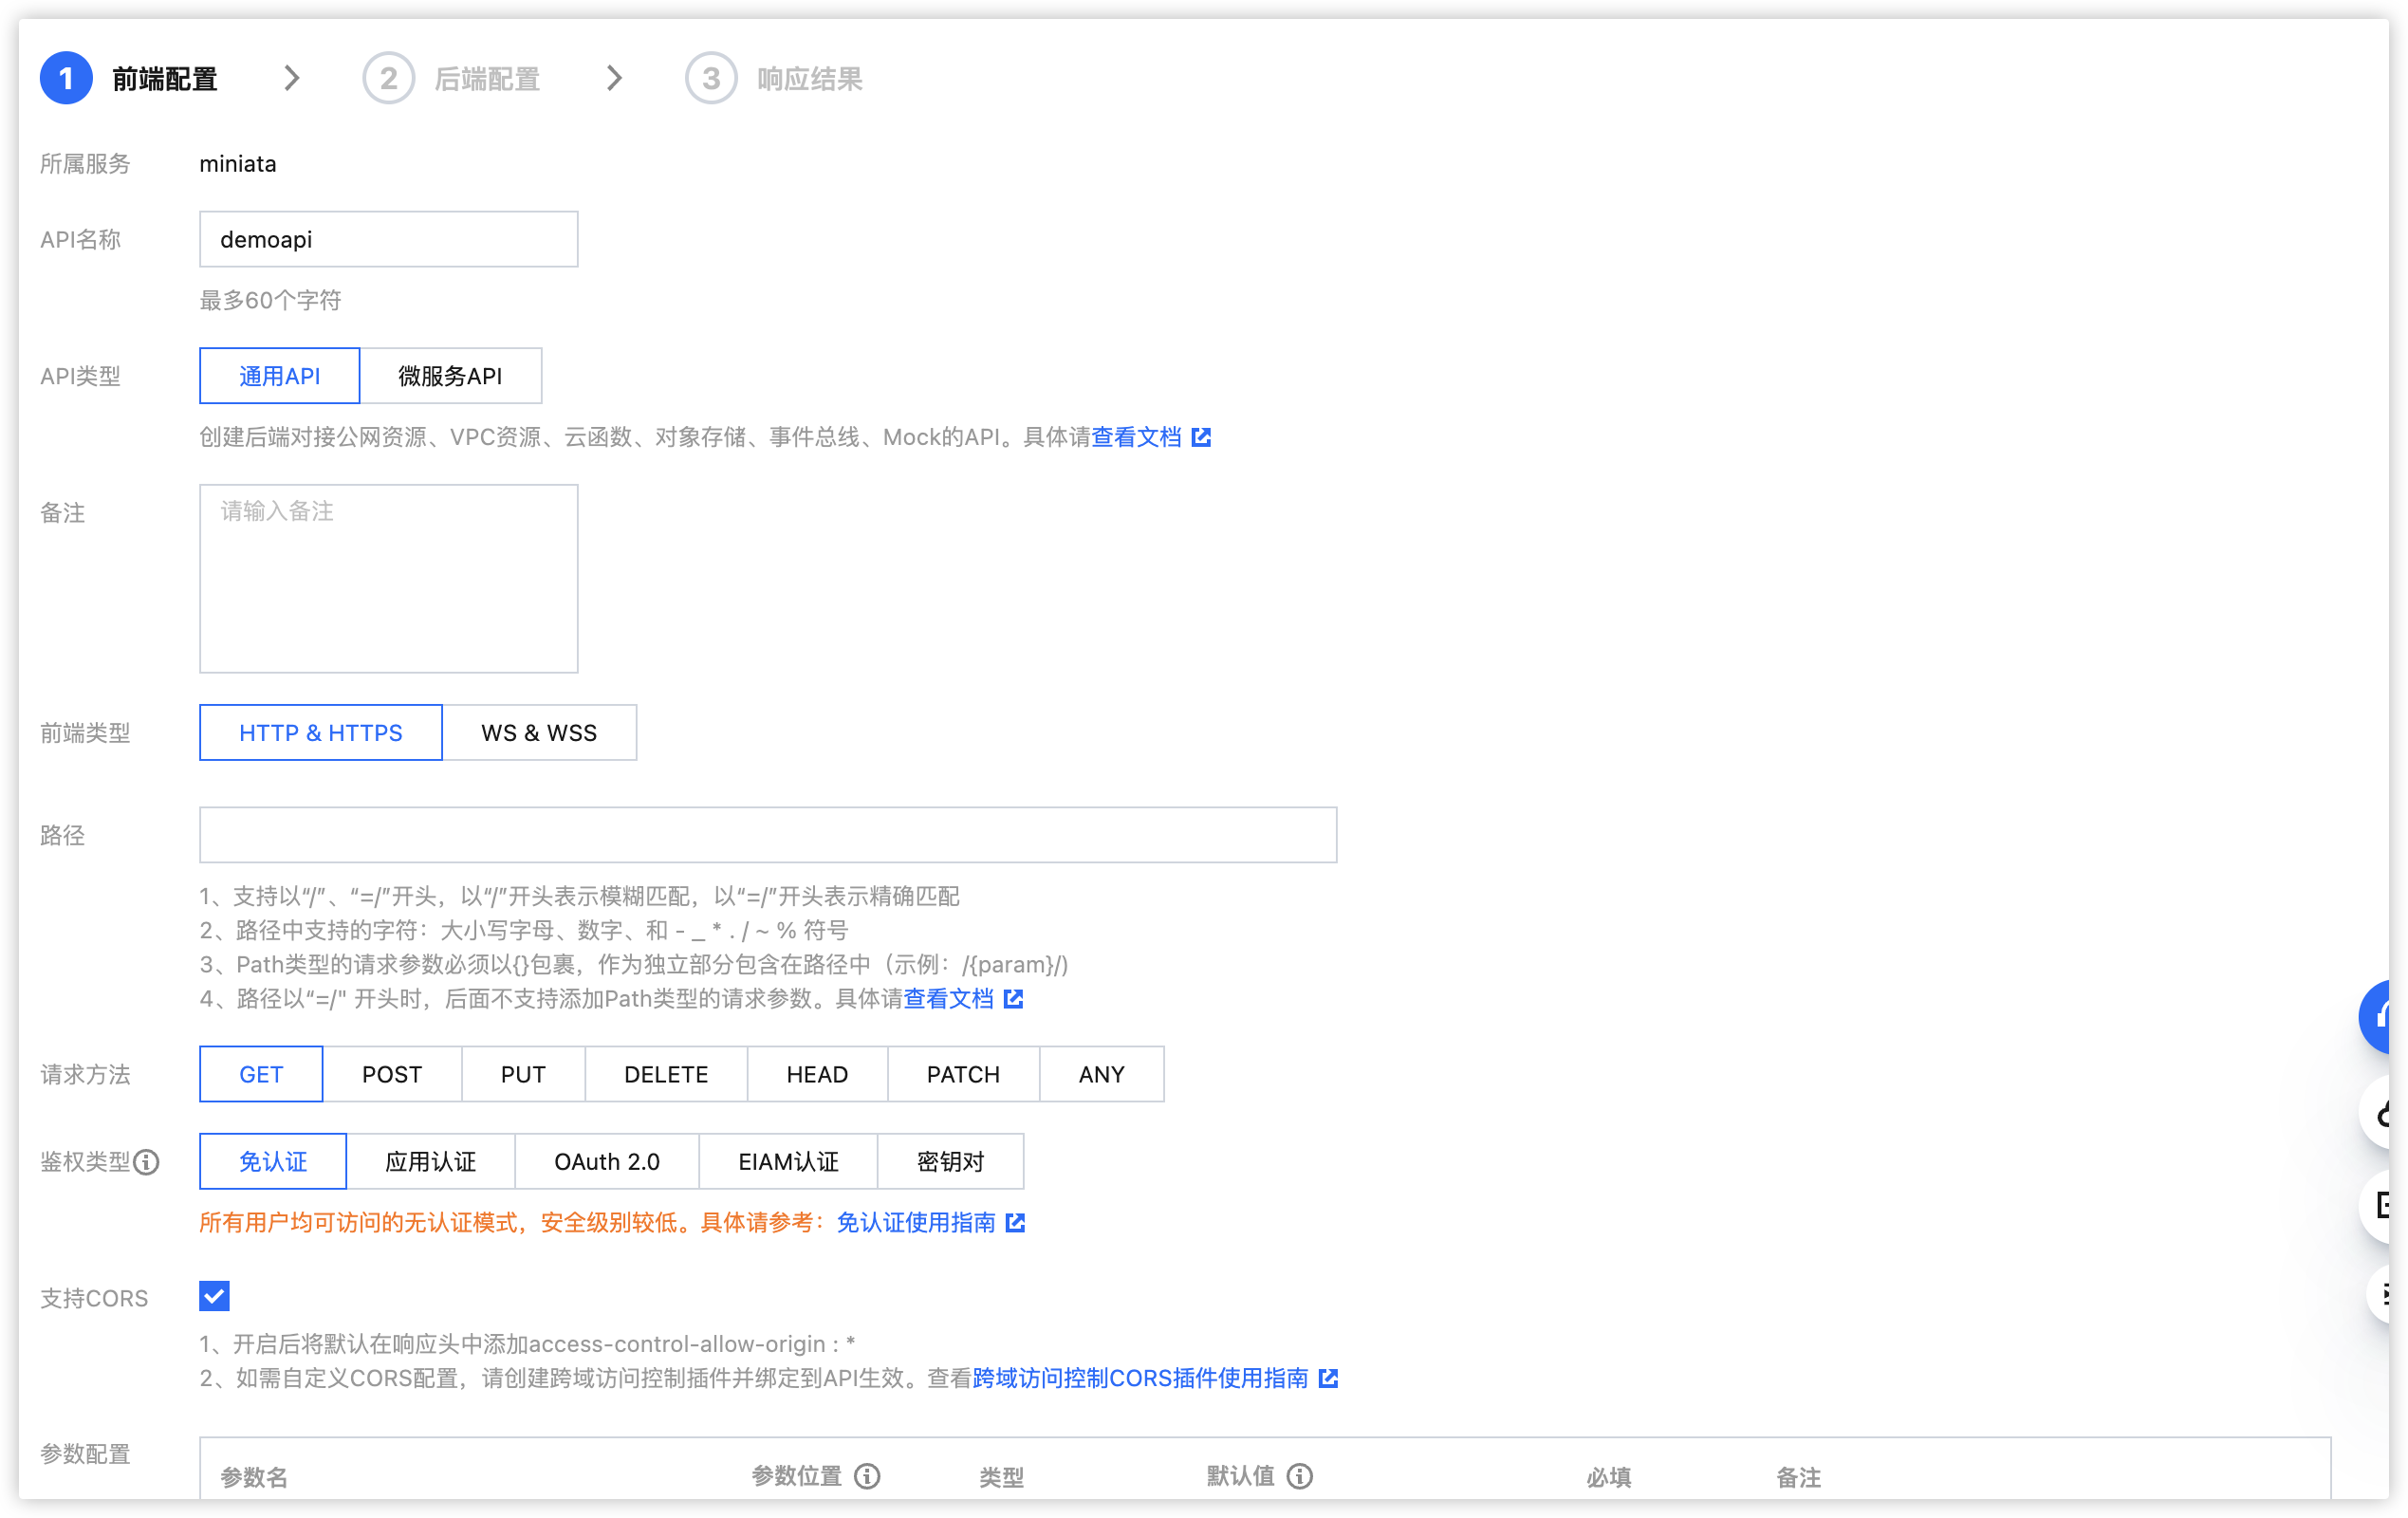 1 前端配置 2 后端配置 3 响应结果
所属服务 miniata
API名称 demoapi
最多60个字符
API类型 通用API 微服务API
创建后端对接公网资源、VPC资源、云函数、对象存储、事件总线、Mock的API。具体请查看文档
备注 请输入备注
前端类型 HTTP & HTTPS WS & WSS
路径
1、支持以“/”、“=/”开头，以“/”开头表示模糊匹配，以“=/”开头表示精确匹配
2、路径中支持的字符：大小写字母、数字、和 - _ * . / ~ % 符号
3、Path类型的请求参数必须以{}包裹，作为独立部分包含在路径中（示例：/{param}/)
4、路径以“=/" 开头时，后面不支持添加Path类型的请求参数。具体请查看文档
请求方法 GET POST PUT DELETE HEAD PATCH ANY
鉴权类型 免认证 应用认证 OAuth 2.0 EIAM认证 密钥对
所有用户均可访问的无认证模式，安全级别较低。具体请参考：免认证使用指南
支持CORS
1、开启后将默认在响应头中添加access-control-allow-origin : *
2、如需自定义CORS配置，请创建跨域访问控制插件并绑定到API生效。查看跨域访问控制CORS插件使用指南
参数配置
参数名 参数位置 类型 默认值 必填 备注